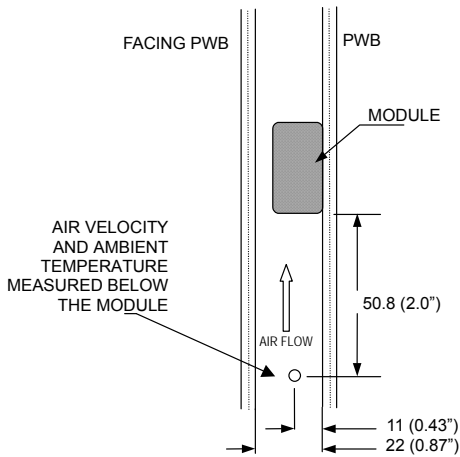 FACING PWB
PWB
MODULE
AIR VELOCITY
AND AMBIENT
TEMPERATURE
MEASURED BELOW
THE MODULE
AIR FLOW
50.8 (2.0”)
11 (0.43”)
22 (0.87”)